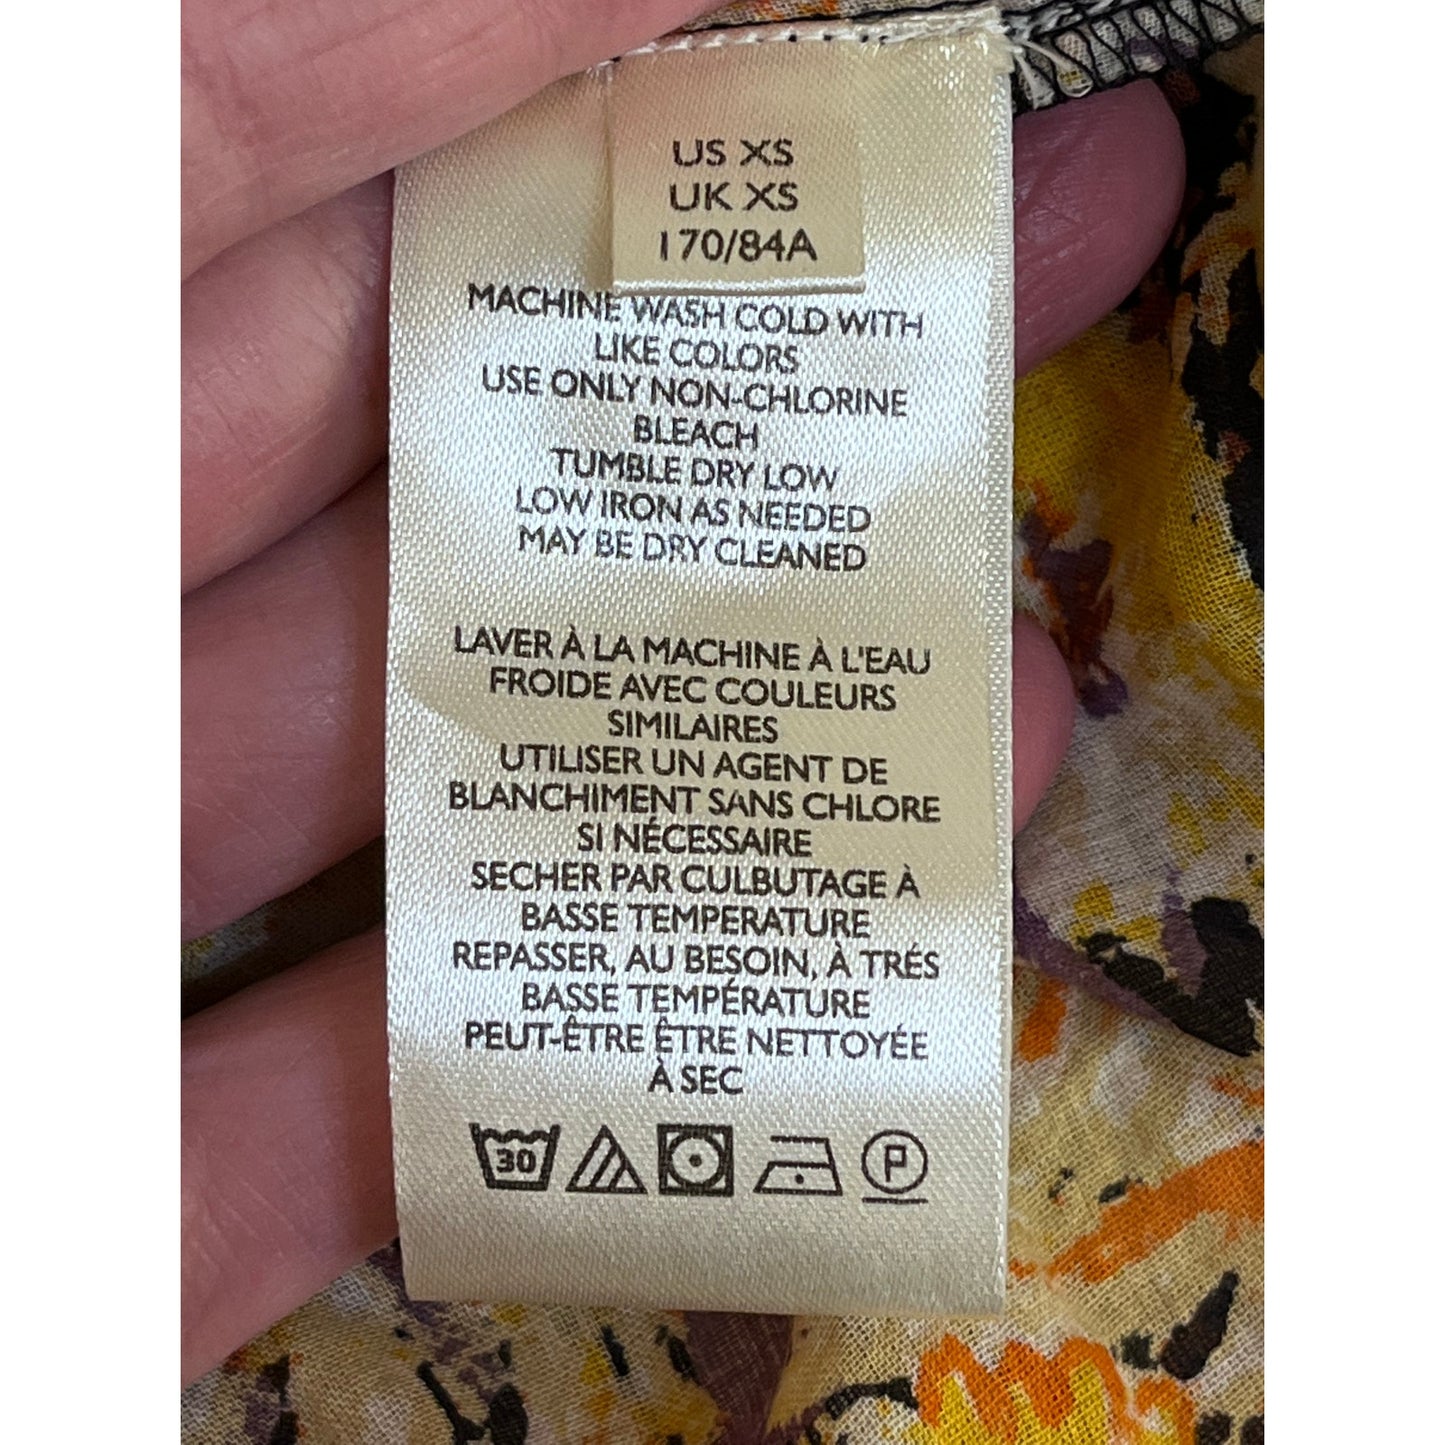 US XS
UK XS
170/84A
MACHINE WASH COLD WITH
LIKE COLORS
USE ONLY NON-CHLORINE
BLEACH
TUMBLE DRY LOW
LOW IRON AS NEEDED
MAY BE DRY CLEANED
LAVER À LA MACHINE À L'EAU
FROIDE AVEC COULEURS
SIMILAIRES
UTILISER UN AGENT DE
BLANCHIMENT SANS CHLORE
SI NÉCESSAIRE
SECHER PAR CULBUTAGE À
BASSE TEMPERATURE
REPASSER, AU BESOIN, À TRÉS
BASSE TEMPÉRATURE
PEUT-ÊTRE ÊTRE NETTOYÉE
À SEC
30 P